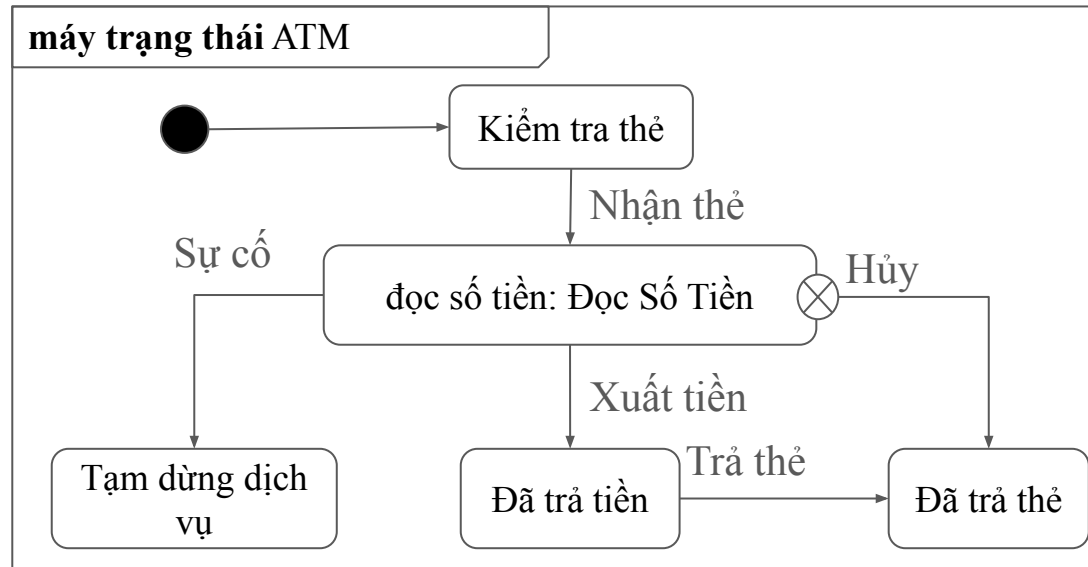 máy trạng thái ATM
Kiểm tra thẻ
Nhận thẻ
Sự cố
đọc số tiền: Đọc Số Tiền
Hủy
Xuất tiền
Trả thẻ
Tạm dừng dịch
vụ
Đã trả tiền
Đã trả thẻ